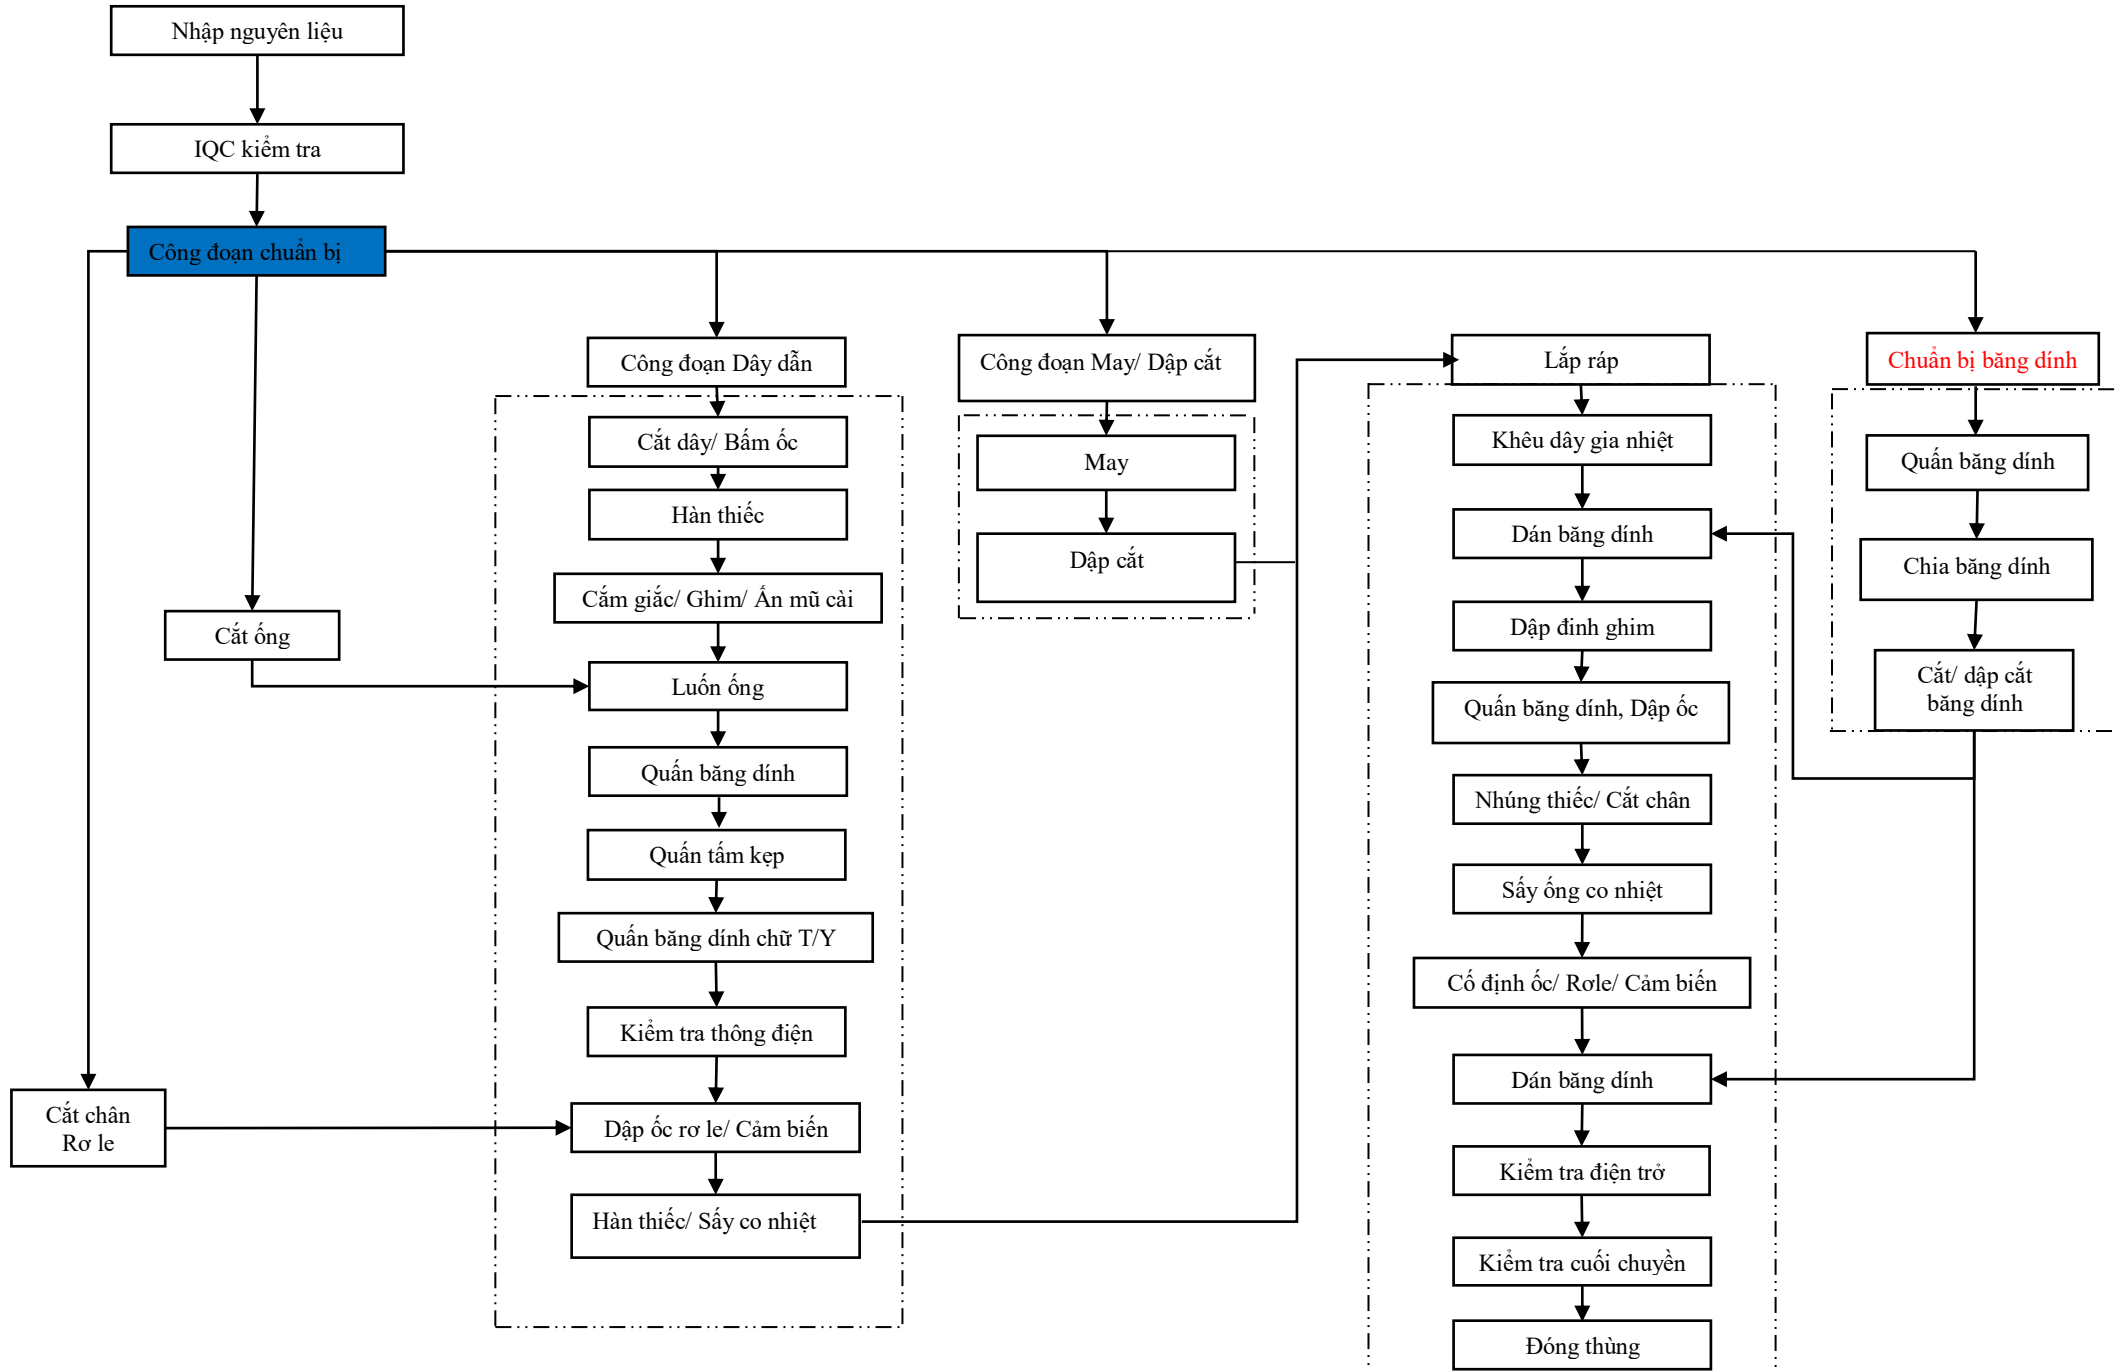 Nhập nguyên liệu
IQC kiểm tra
Công đoạn chuẩn bị
Cắt ống
Cắt chân
Rơ le
Công đoạn Dây dẫn
Cắt dây/ Bấm ốc
Hàn thiếc
Cắm giắc/ Ghim/ Ấn mũ cài
Luồn ống
Quấn băng dính
Quấn tấm kẹp
Quấn băng dính chữ T/Y
Kiểm tra thông điện
Dập ốc rơ le/ Cảm biến
Hàn thiếc/ Sấy co nhiệt
Công đoạn May/ Dập cắt
May
Dập cắt
Lắp ráp
Khêu dây gia nhiệt
Dán băng dính
Dập đinh ghim
Quấn băng dính, Dập ốc
Nhúng thiếc/ Cắt chân
Sấy ống co nhiệt
Cố định ốc/ Rơle/ Cảm biến
Dán băng dính
Kiểm tra điện trở
Kiểm tra cuối chuyền
Đóng thùng
Chuẩn bị băng dính
Quấn băng dính
Chia băng dính
Cắt/ dập cắt
băng dính